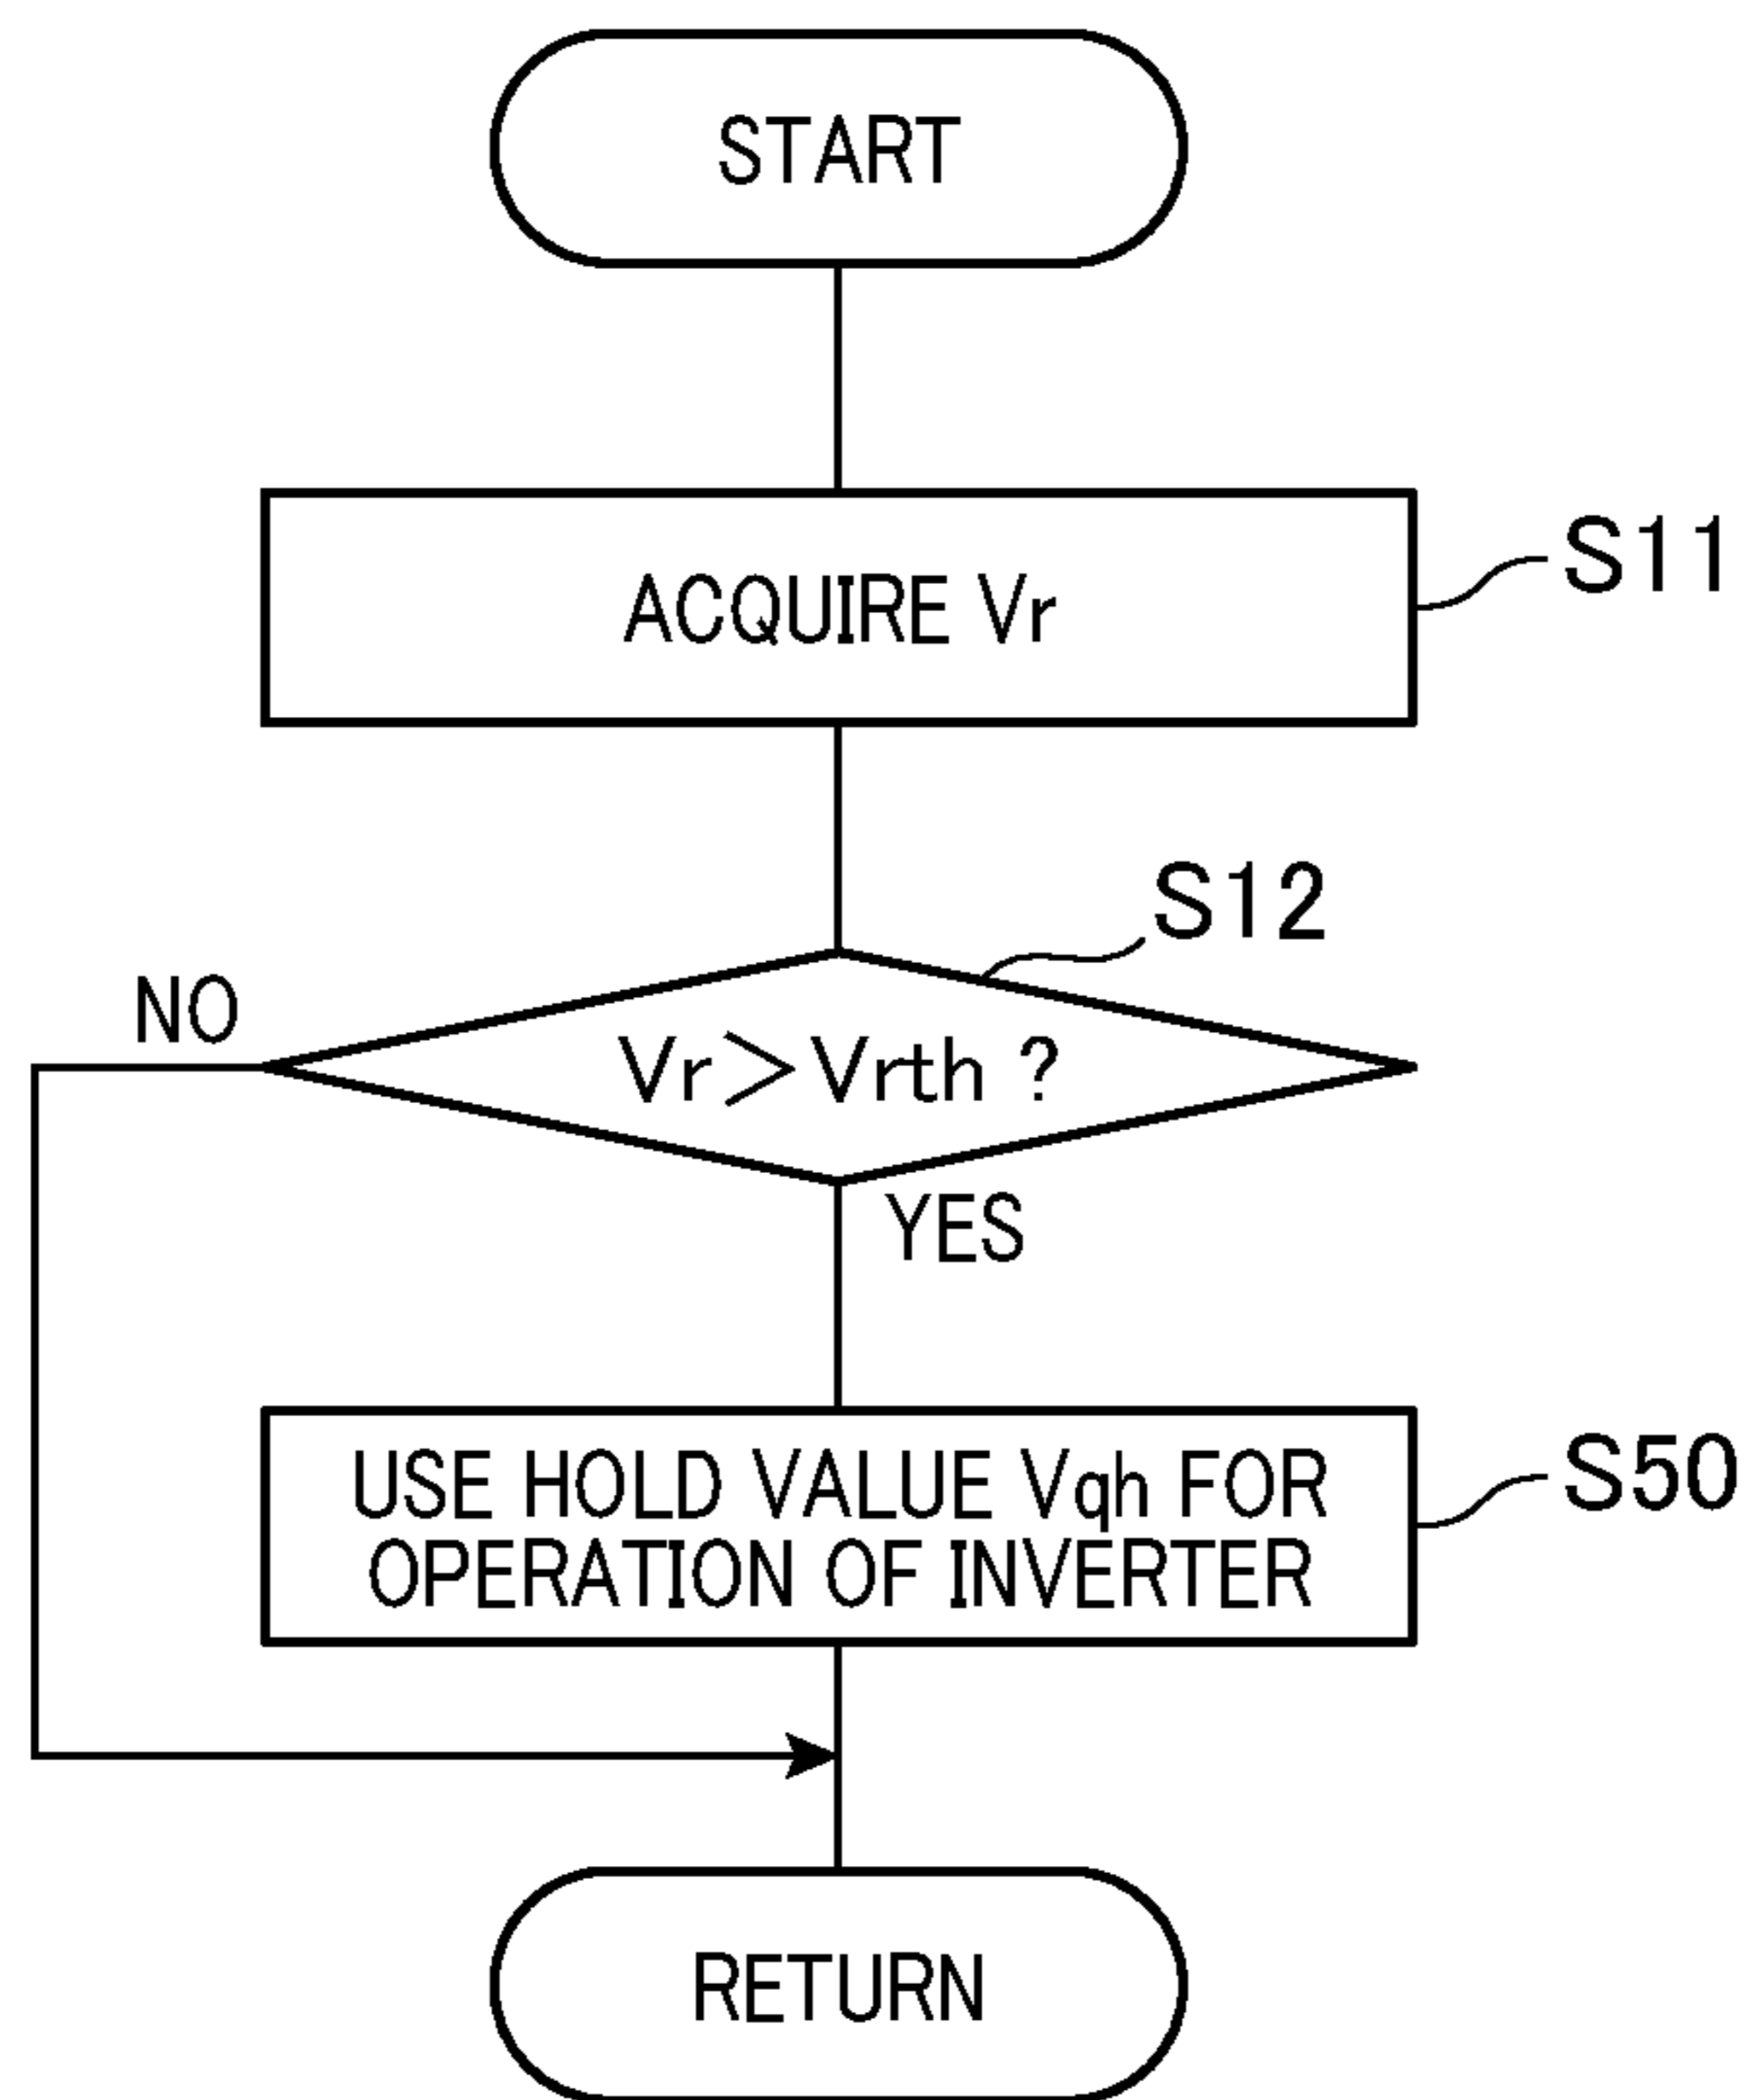 START
ACQUIRE Vr
S11
S12
NO
Vr＞Vrth ?
YES
USE HOLD VALUE Vqh FOR
OPERATION OF INVERTER
S50
RETURN